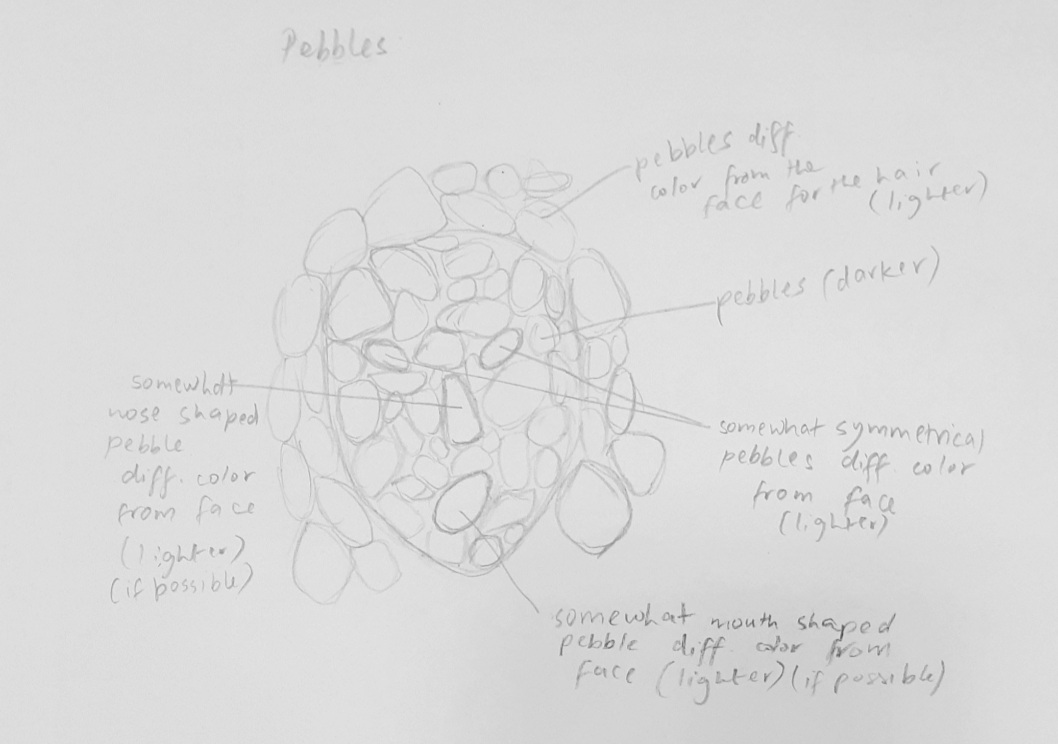 Pebbles
pebbles diff.
color from the
face for the hair
(lighter)
pebbles (darker)
somewhat
nose shaped
pebble
diff. color
from face
(lighter)
(if possible)
somewhat symmetrical
pebbles diff. color
from face
(lighter)
somewhat mouth shaped
pebble diff. color from
face (lighter) (if possible)